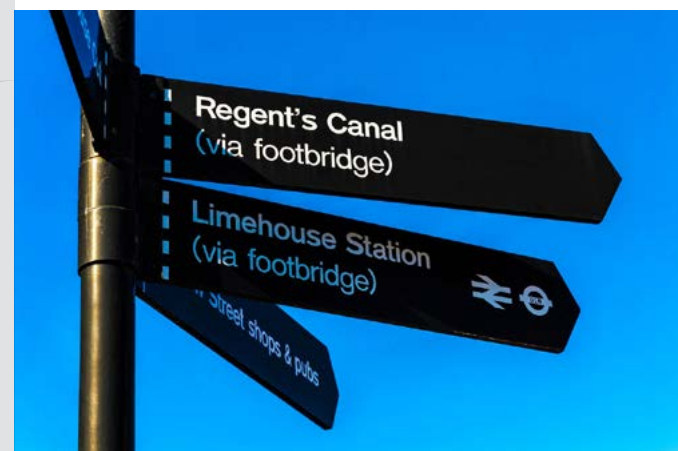 Regent's Canal
(via footbridge)
Limehouse Station
(via footbridge)
Street shops & pubs